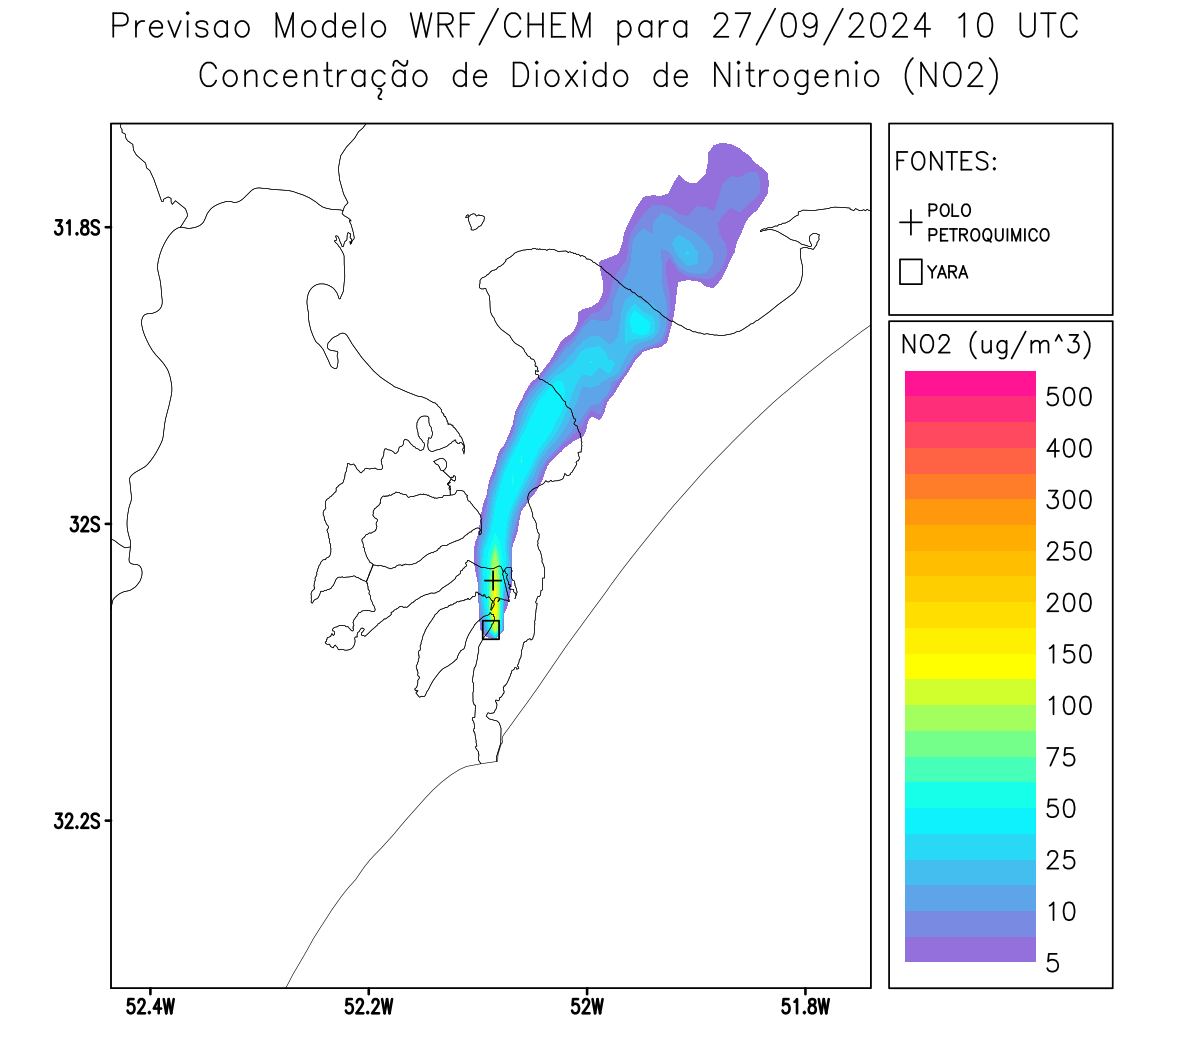 Previsao Modelo WRF/CHEM para 27/09/2024 10 UTC
Concentração de Dioxido de Nitrogenio (NO2)
FONTES:
POLO
PETROQUIMICO
YARA
NO2 (ug/m^3)
500
400
300
250
200
150
100
75
50
25
10
5
31.8S
32S
32.2S
52.4W
52.2W
52W
51.8W